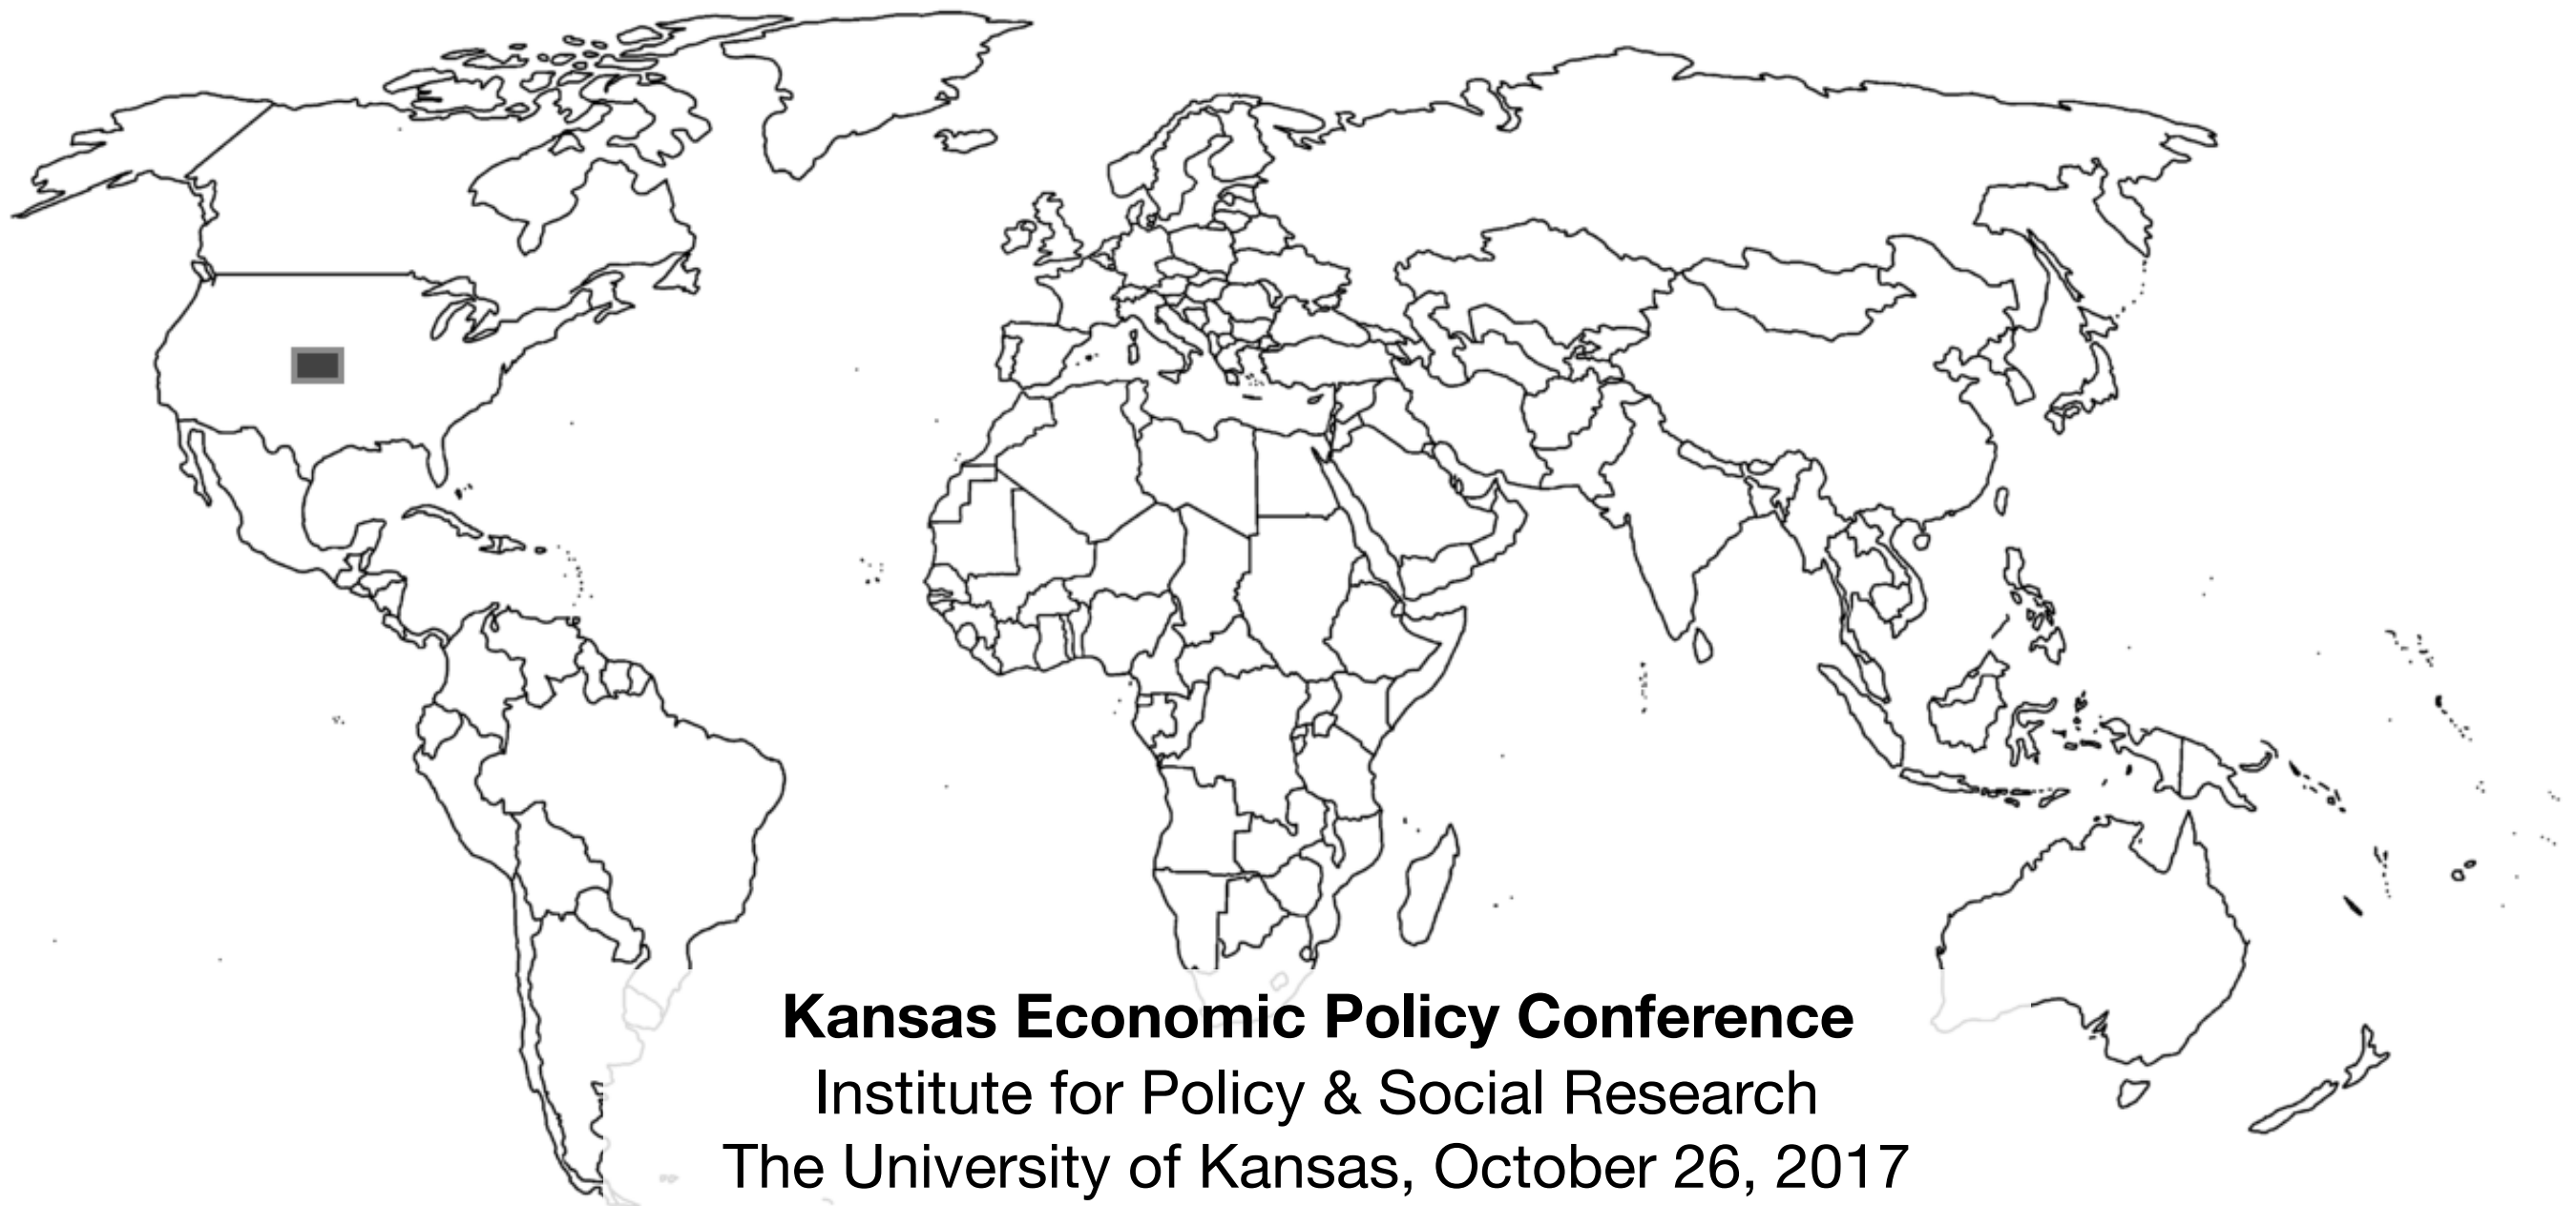 Kansas Economic Policy Conference
Institute for Policy & Social Research
The University of Kansas, October 26, 2017